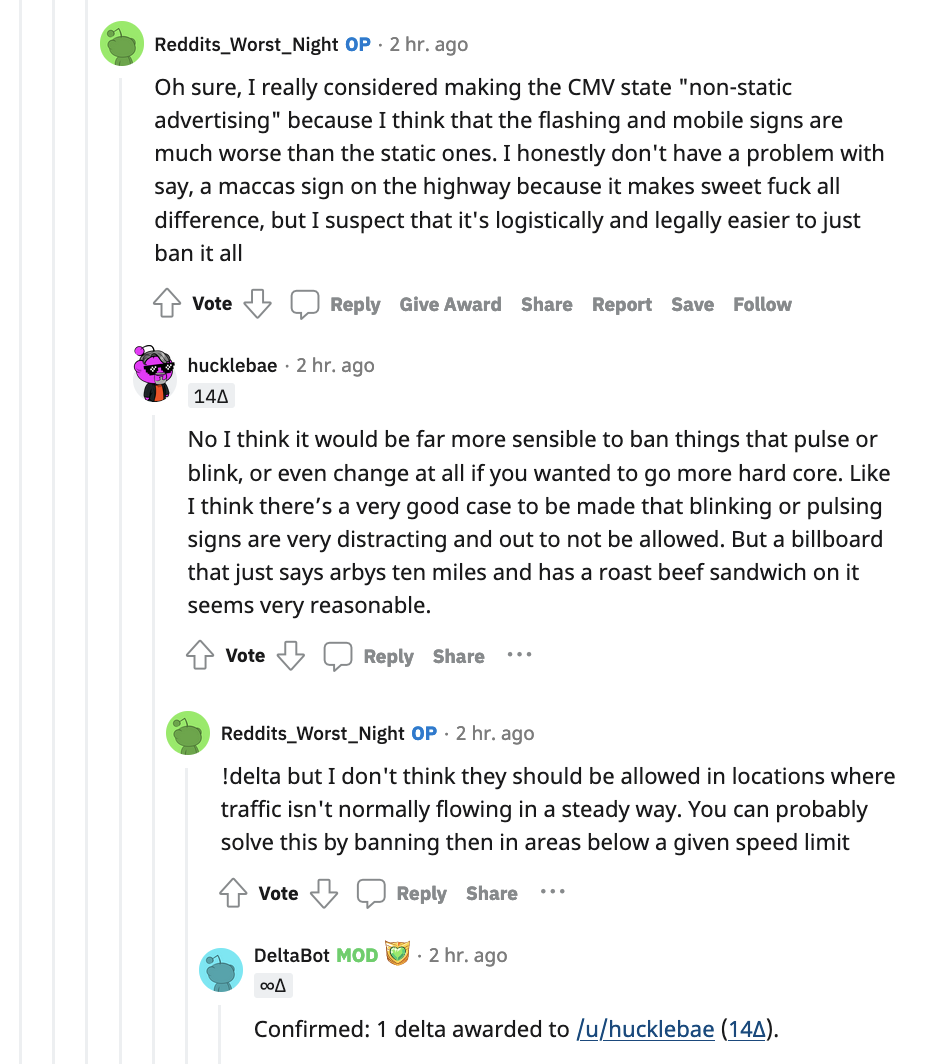 Reddits_Worst_Night OP · 2 hr. ago
Oh sure, I really considered making the CMV state "non-static
advertising" because I think that the flashing and mobile signs are
much worse than the static ones. I honestly don't have a problem with
say, a maccas sign on the highway because it makes sweet fuck all
difference, but I suspect that it's logistically and legally easier to just
ban it all
Vote Reply Give Award Share Report Save Follow
hucklebae · 2 hr. ago
14∆
No I think it would be far more sensible to ban things that pulse or
blink, or even change at all if you wanted to go more hard core. Like
I think there’s a very good case to be made that blinking or pulsing
signs are very distracting and out to not be allowed. But a billboard
that just says arbys ten miles and has a roast beef sandwich on it
seems very reasonable.
Vote Reply Share ···
Reddits_Worst_Night OP · 2 hr. ago
!delta but I don't think they should be allowed in locations where
traffic isn't normally flowing in a steady way. You can probably
solve this by banning then in areas below a given speed limit
Vote Reply Share ···
DeltaBot MOD · 2 hr. ago
∞∆
Confirmed: 1 delta awarded to /u/hucklebae (14∆).